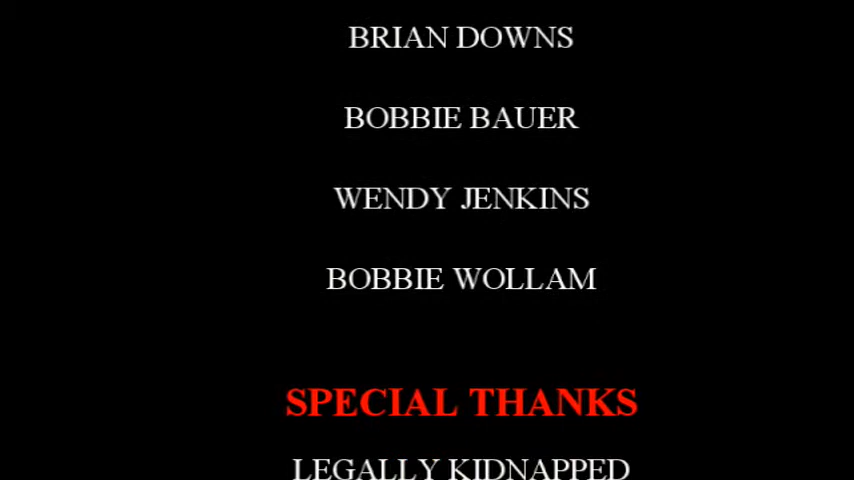 BRIAN DOWNS
BOBBIE BAUER
WENDY JENKINS
BOBBIE WOLLAM
SPECIAL THANKS
LEGALLY KIDNAPPED